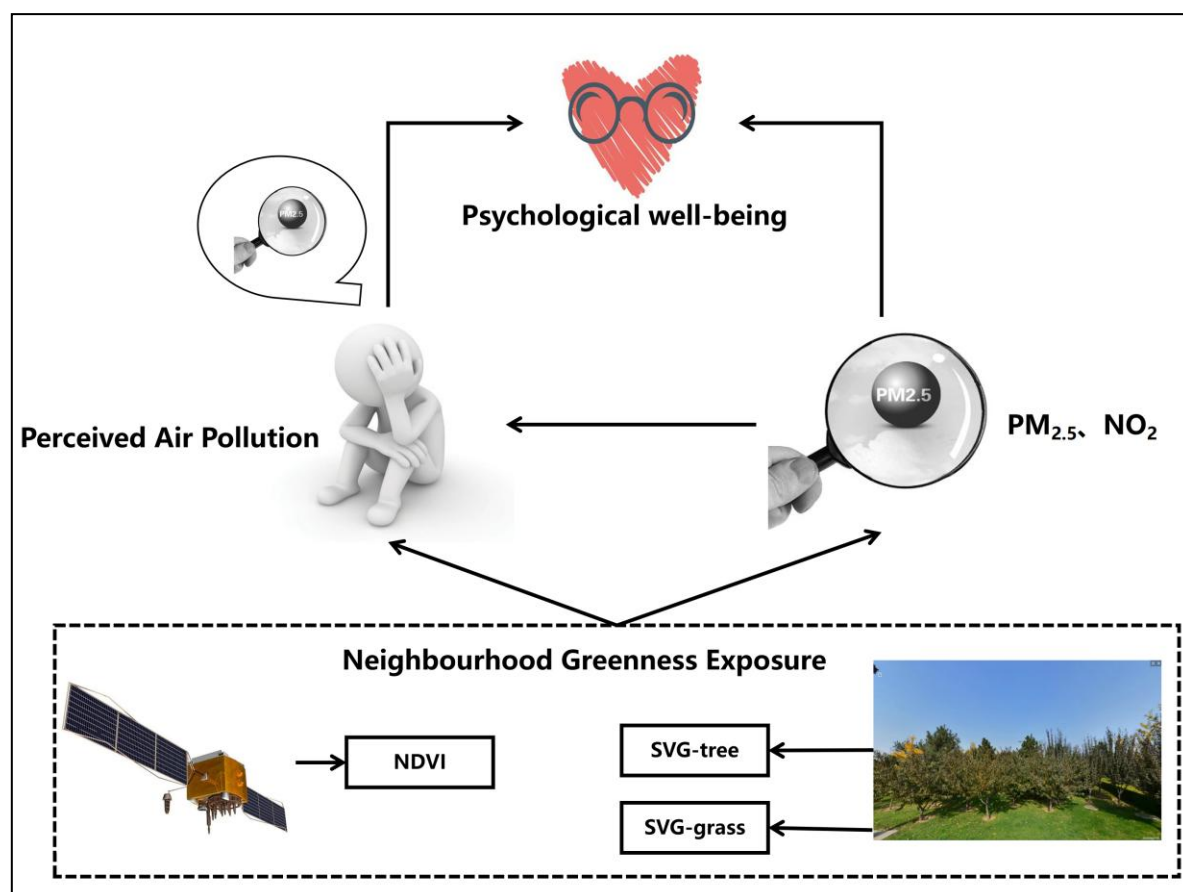 Psychological well-being
PM2.5
Perceived Air Pollution
PM2.5
PM₂.₅、NO₂
Neighbourhood Greenness Exposure
NDVI
SVG-tree
SVG-grass